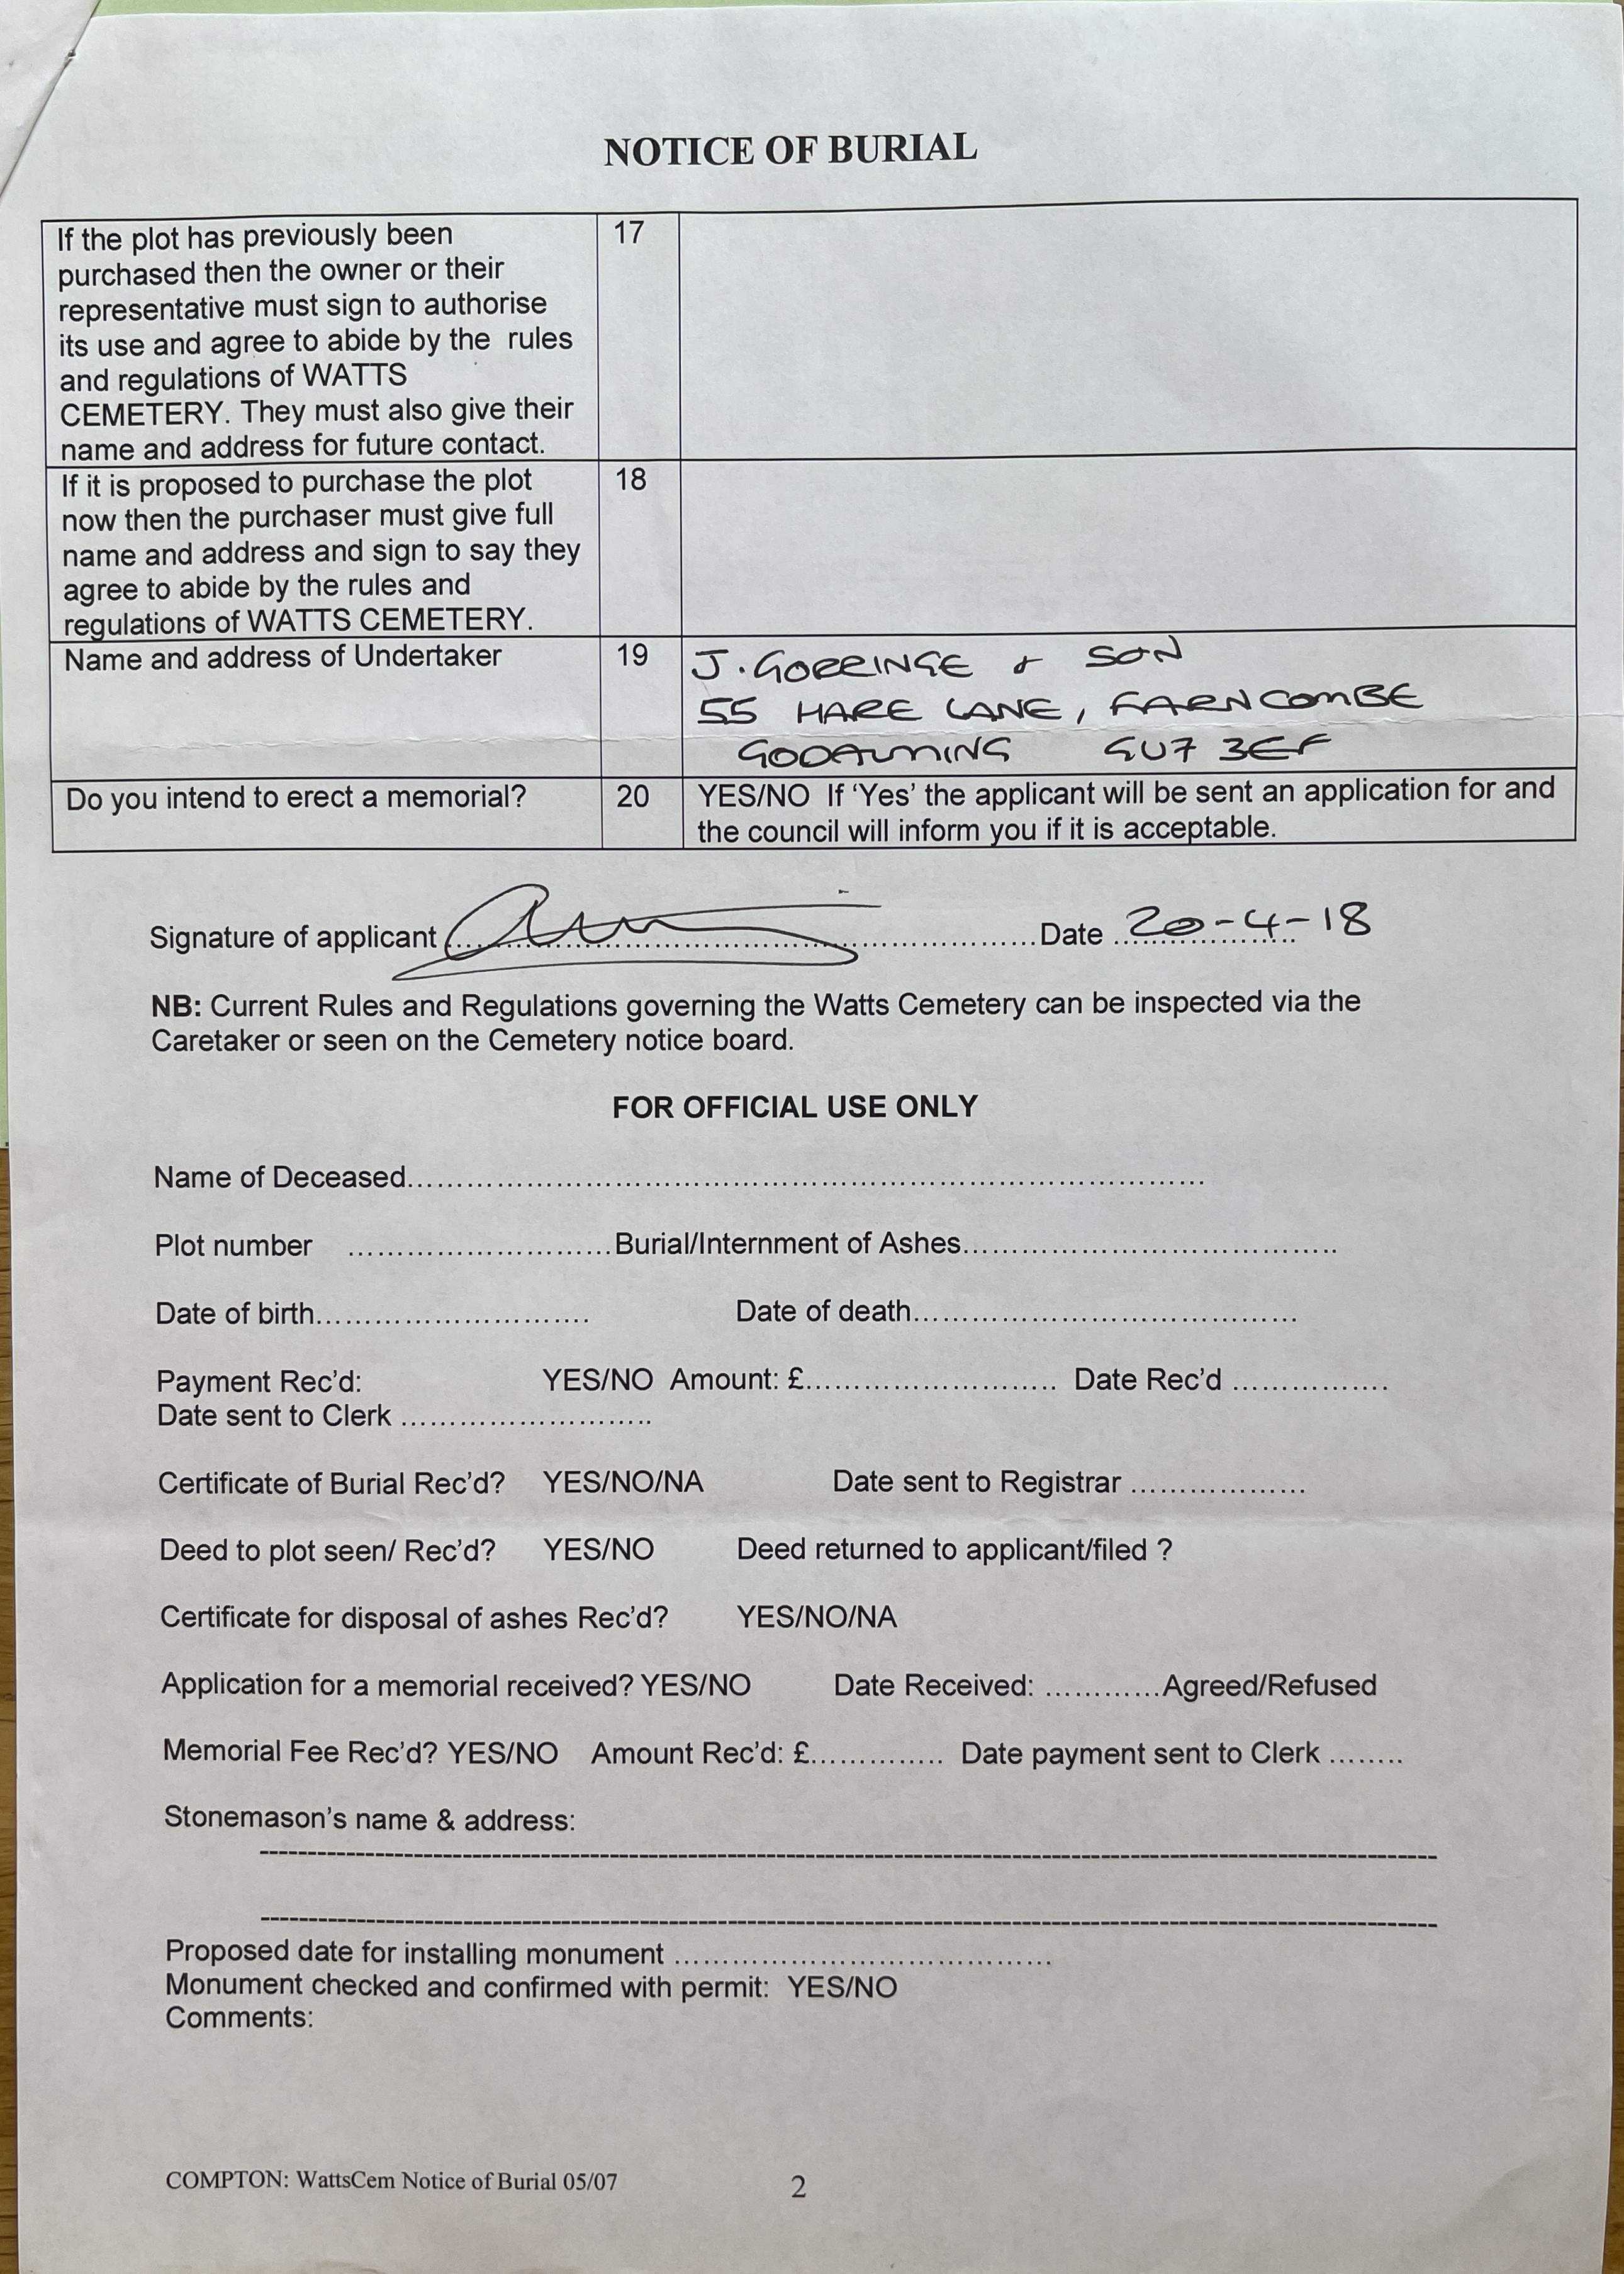 NOTICE OF BURIAL
If the plot has previously been
purchased then the owner or their
representative must sign to authorise
its use and agree to abide by the rules
and regulations of WATTS
CEMETERY. They must also give their
name and address for future contact.
17
If it is proposed to purchase the plot
now then the purchaser must give full
name and address and sign to say they
agree to abide by the rules and
regulations of WATTS CEMETERY.
18
Name and address of Undertaker
19
J. GORRINGE & SON
55 HARE LANE, FARNCOMBE
GODALMING GU7 3EF
Do you intend to erect a memorial?
20
YES/NO If ‘Yes’ the applicant will be sent an application for and
the council will inform you if it is acceptable.
Signature of applicant ........................ Date 20-4-18
NB: Current Rules and Regulations governing the Watts Cemetery can be inspected via the
Caretaker or seen on the Cemetery notice board.
FOR OFFICIAL USE ONLY
Name of Deceased........................
Plot number ........................Burial/Internment of Ashes........................
Date of birth........................ Date of death........................
Payment Rec’d: YES/NO Amount: £........................ Date Rec’d ................
Date sent to Clerk ........................
Certificate of Burial Rec’d? YES/NO/NA Date sent to Registrar ..................
Deed to plot seen/ Rec’d? YES/NO Deed returned to applicant/filed ?
Certificate for disposal of ashes Rec’d? YES/NO/NA
Application for a memorial received? YES/NO Date Received: ............Agreed/Refused
Memorial Fee Rec’d? YES/NO Amount Rec’d: £.............. Date payment sent to Clerk ........
Stonemason’s name & address:
Proposed date for installing monument ........................
Monument checked and confirmed with permit: YES/NO
Comments:
COMPTON: WattsCem Notice of Burial 05/07
2